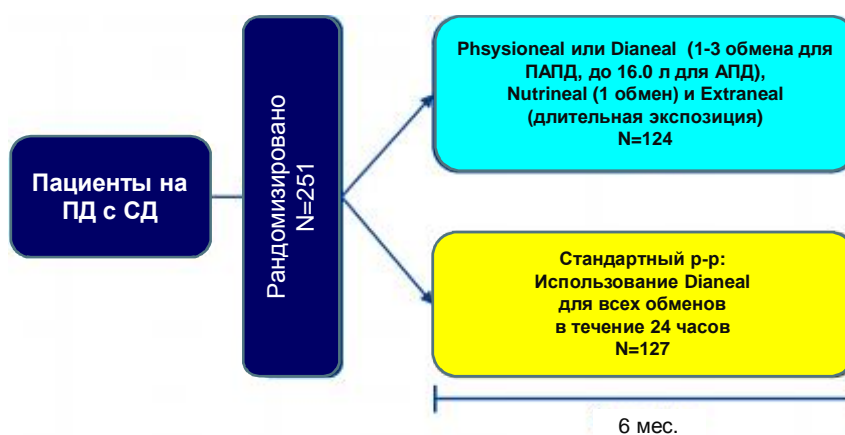 Phsysioneal или Dianeal (1-3 обмена для
ПАПД, до 16.0 л для АПД),
Nutrineal (1 обмен) и Extraneal
(длительная экспозиция)
N=124
Пациенты на
ПД с СД
Рандомизировано
N=251
Стандартный р-р:
Использование Dianeal
для всех обменов
в течение 24 часов
N=127
6 мес.